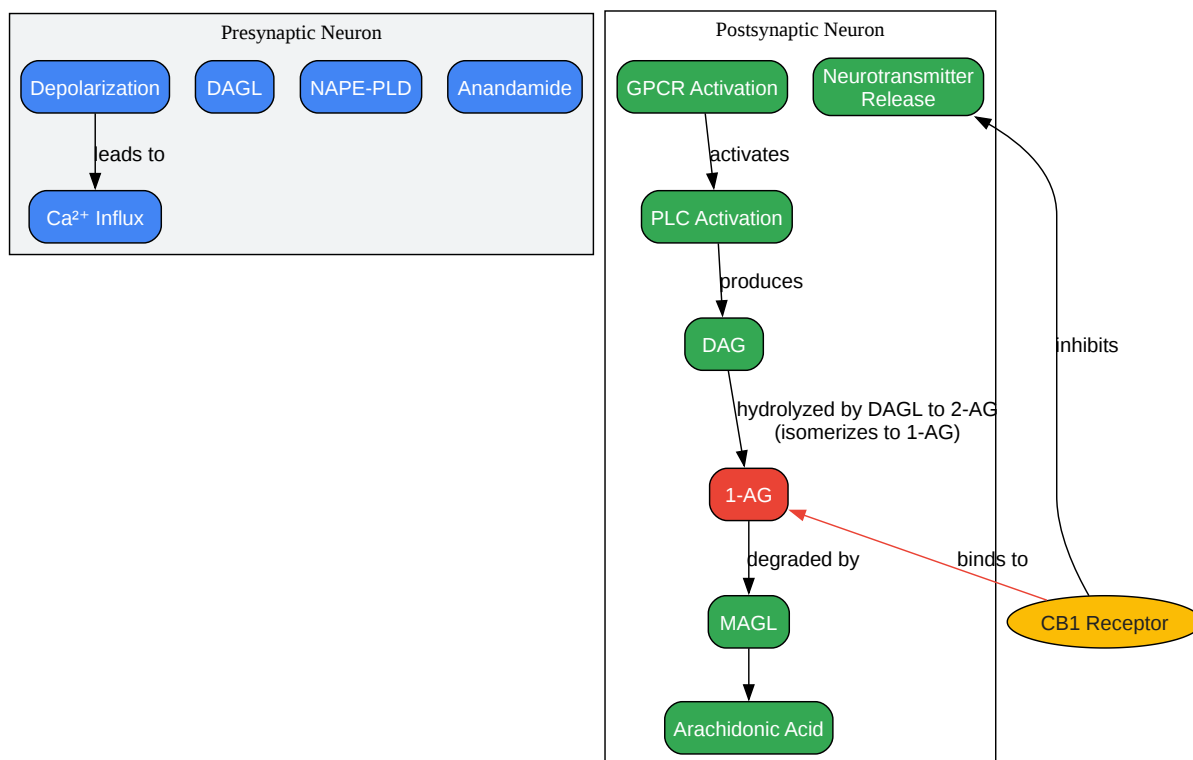 Presynaptic Neuron
Depolarization
DAGL
NAPE-PLD
Anandamide
leads to
Ca²⁺ Influx
Postsynaptic Neuron
GPCR Activation
Neurotransmitter
Release
activates
PLC Activation
produces
DAG
inhibits
hydrolyzed by DAGL to 2-AG
(isomerizes to 1-AG)
1-AG
degraded by
binds to
MAGL
CB1 Receptor
Arachidonic Acid